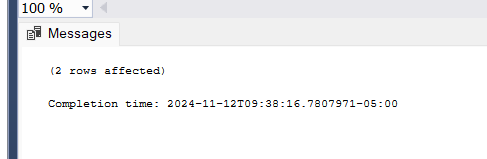 100 %
Messages
(2 rows affected)
Completion time: 2024-11-12T09:38:16.7807971-05:00